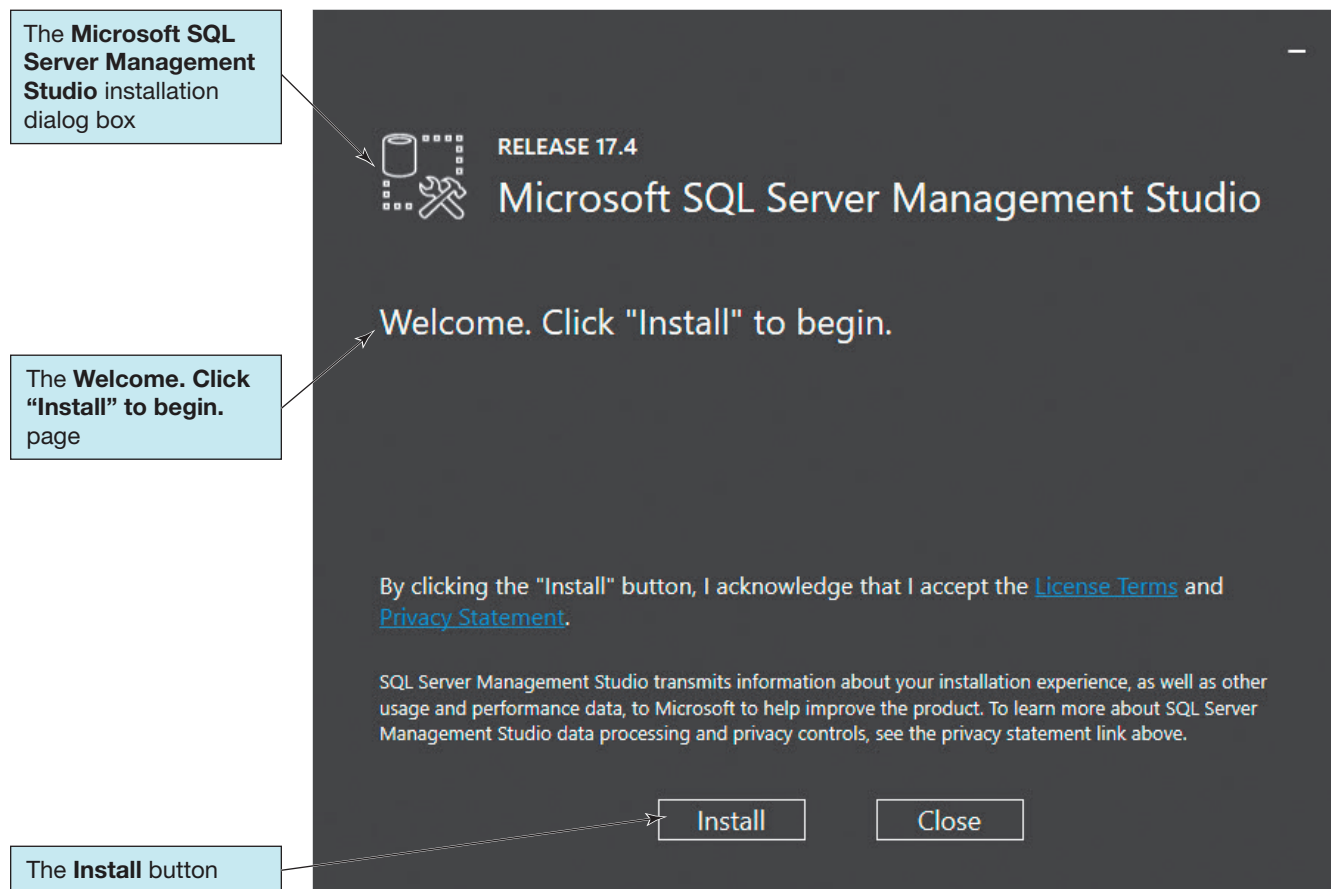 The Microsoft SQL
Server Management
Studio installation
dialog box
RELEASE 17.4
Microsoft SQL Server Management Studio
Welcome. Click "Install" to begin.
The Welcome. Click
“Install” to begin.
page
By clicking the "Install" button, I acknowledge that I accept the License Terms and
Privacy Statement.
SQL Server Management Studio transmits information about your installation experience, as well as other
usage and performance data, to Microsoft to help improve the product. To learn more about SQL Server
Management Studio data processing and privacy controls, see the privacy statement link above.
Install
Close
The Install button